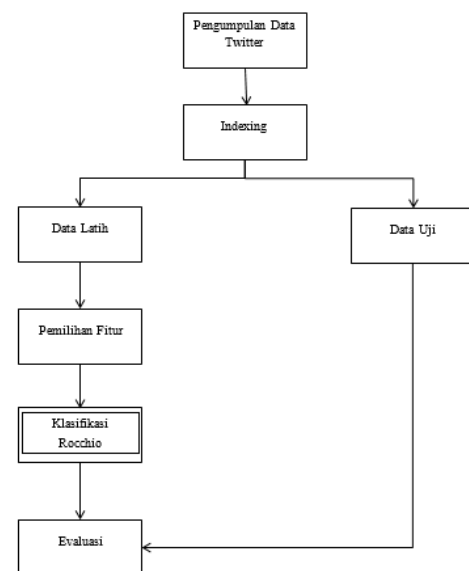 Pengumpulan Data
Twitter
Indexing
Data Latih
Data Uji
Pemilihan Fitur
Klasifikasi
Rocchio
Evaluasi